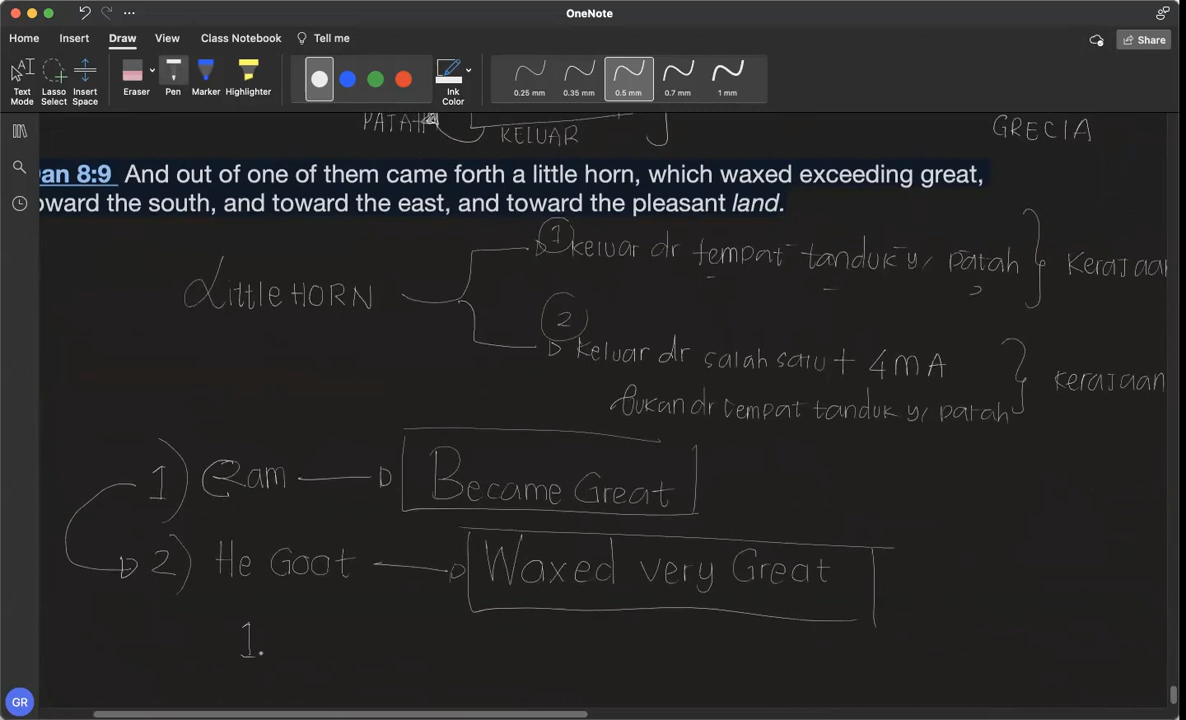 OneNote
Home Insert Draw View Class Notebook Tell me Share
Text Mode Lasso Select Insert Space Eraser Pen Marker Highlighter Ink Color 0.25 mm 0.35 mm 0.5 mm 0.7 mm 1 mm
PATAH KELUAR GRECIA
an 8:9 And out of one of them came forth a little horn, which waxed exceeding great,
oward the south, and toward the east, and toward the pleasant land.
1 keluar dr tempat tanduk y, patah } Kerajaan
Little HORN
2 keluar dr salah satu + 4 m A } kerajaan
bukan dr tempat tanduk y, patah
1) Ram Became Great
2) He Goat Waxed very Great
1.
GR